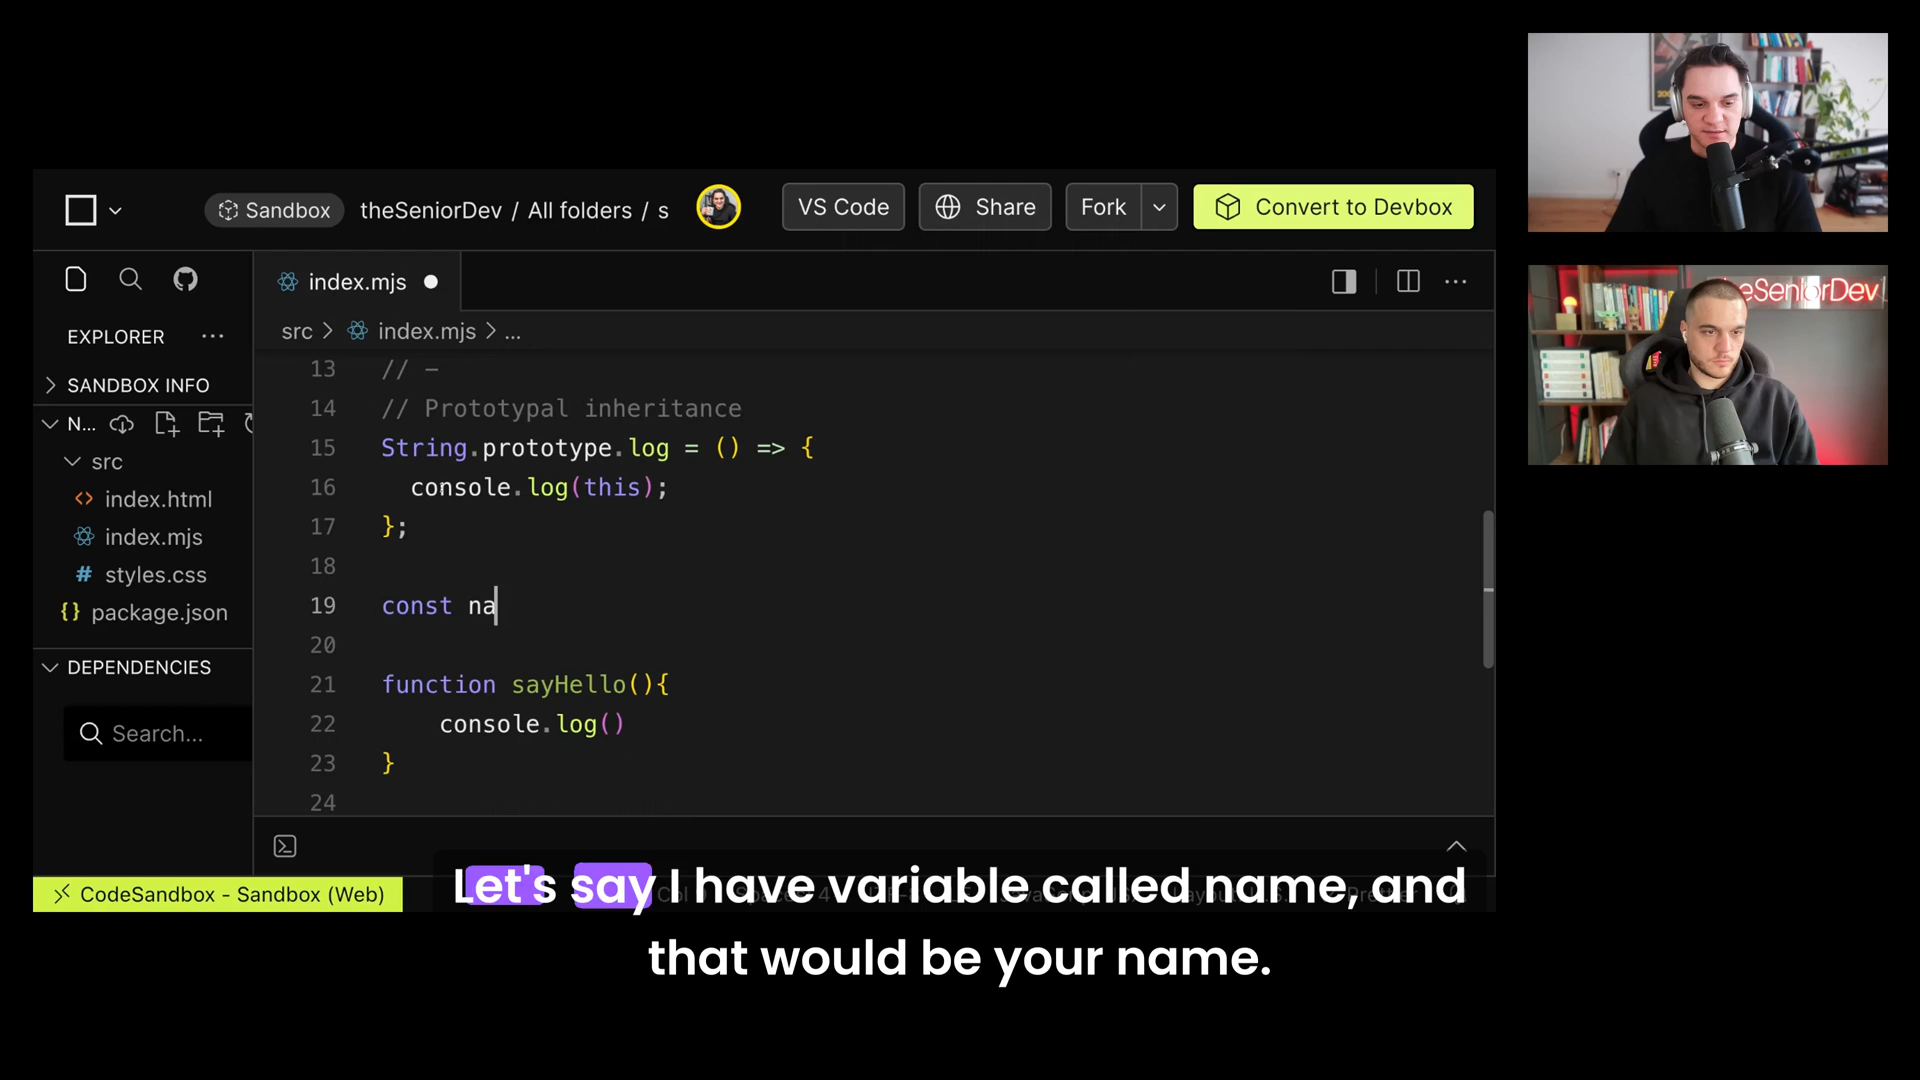 Sandbox theSeniorDev / All folders / s VS Code Share Fork Convert to Devbox
index.mjs
EXPLORER ...
src > index.mjs > ...
SANDBOX INFO
N...
src
index.html
index.mjs
styles.css
package.json
DEPENDENCIES
Search...
13 // –
14 // Prototypal inheritance
15 String.prototype.log = () => {
16 console.log(this);
17 };
18
19 const na
20
21 function sayHello(){
22 console.log()
23 }
24
CodeSandbox - Sandbox (Web)
Let's say I have variable called name, and
that would be your name.
theSeniorDev